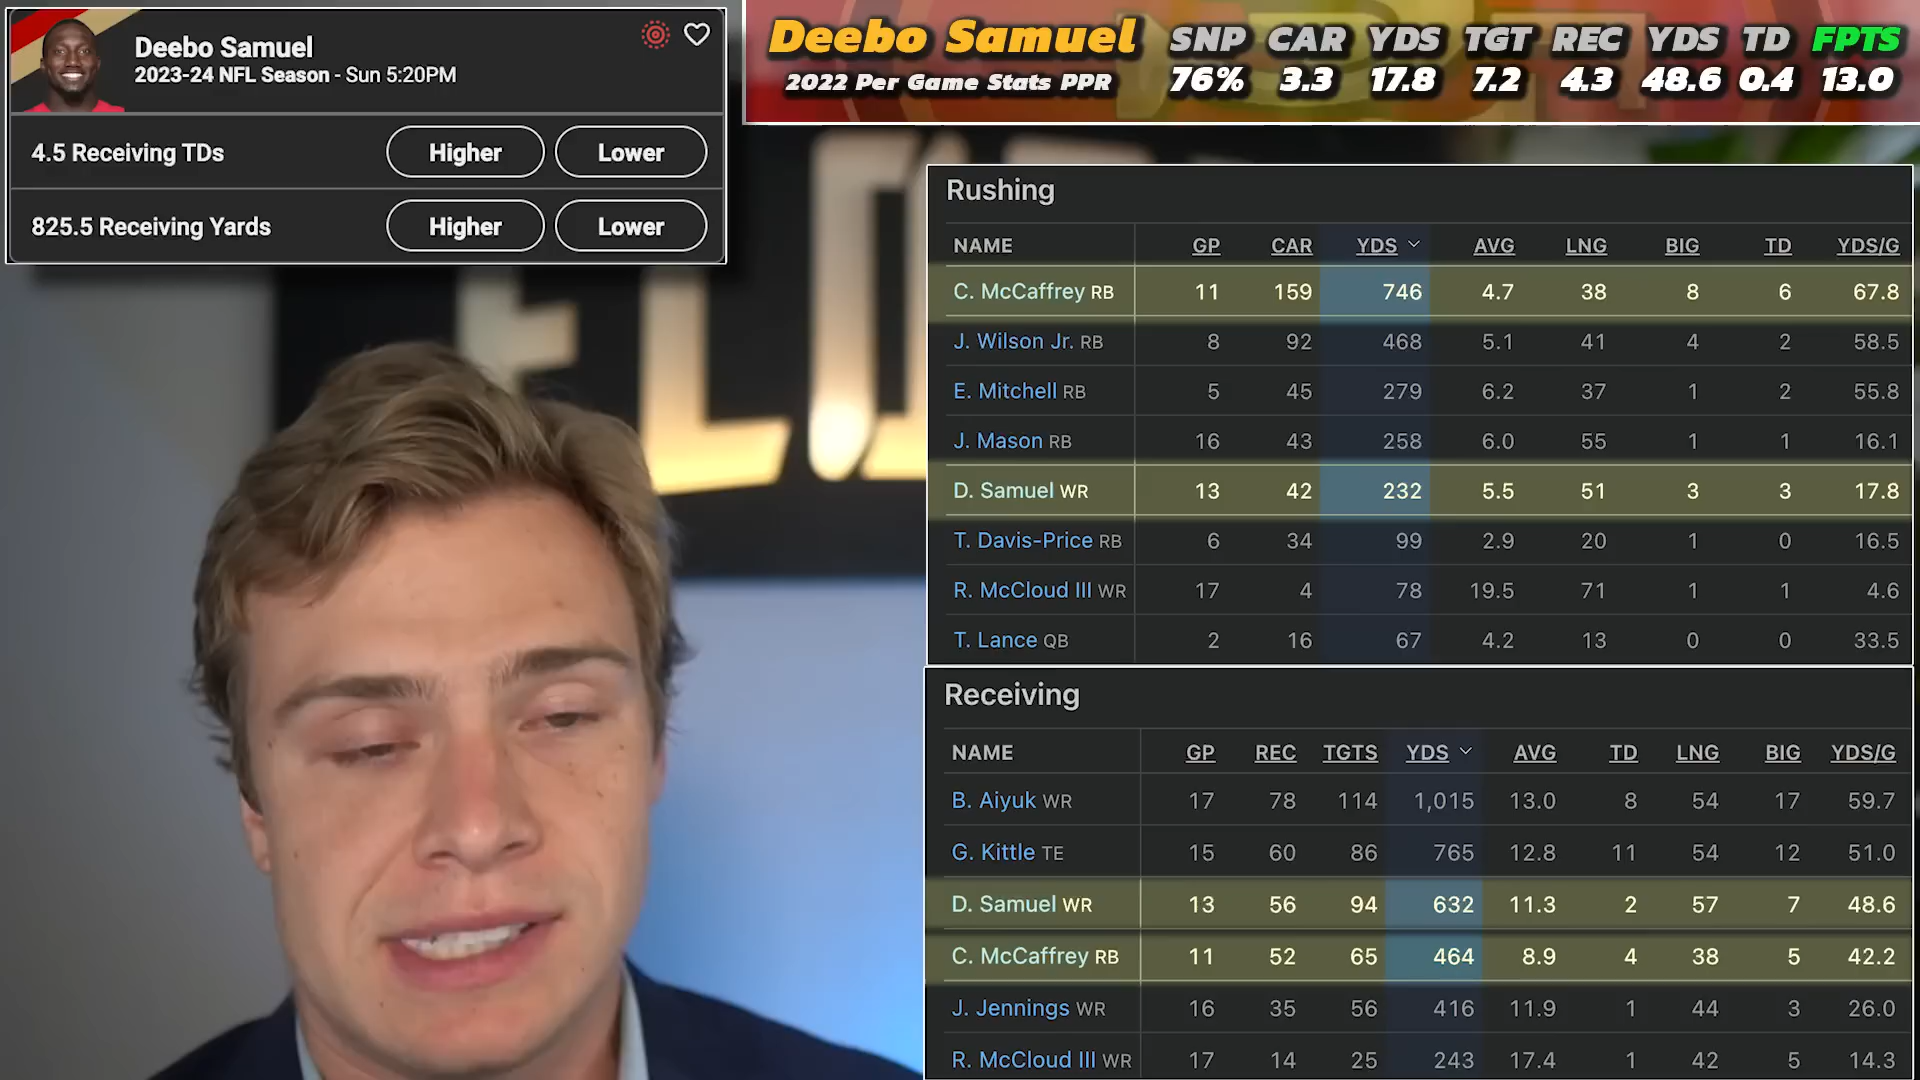 Deebo Samuel
2023-24 NFL Season - Sun 5:20PM
4.5 Receiving TDs Higher Lower
825.5 Receiving Yards Higher Lower
Deebo Samuel SNP CAR YDS TGT REC YDS TD FPTS
2022 Per Game Stats PPR 76% 3.3 17.8 7.2 4.3 48.6 0.4 13.0
Rushing
NAME GP CAR YDS AVG LNG BIG TD YDS/G
C. McCaffrey RB 11 159 746 4.7 38 8 6 67.8
J. Wilson Jr. RB 8 92 468 5.1 41 4 2 58.5
E. Mitchell RB 5 45 279 6.2 37 1 2 55.8
J. Mason RB 16 43 258 6.0 55 1 1 16.1
D. Samuel WR 13 42 232 5.5 51 3 3 17.8
T. Davis-Price RB 6 34 99 2.9 20 1 0 16.5
R. McCloud III WR 17 4 78 19.5 71 1 1 4.6
T. Lance QB 2 16 67 4.2 13 0 0 33.5
Receiving
NAME GP REC TGTS YDS AVG TD LNG BIG YDS/G
B. Aiyuk WR 17 78 114 1,015 13.0 8 54 17 59.7
G. Kittle TE 15 60 86 765 12.8 11 54 12 51.0
D. Samuel WR 13 56 94 632 11.3 2 57 7 48.6
C. McCaffrey RB 11 52 65 464 8.9 4 38 5 42.2
J. Jennings WR 16 35 56 416 11.9 1 44 3 26.0
R. McCloud III WR 17 14 25 243 17.4 1 42 5 14.3